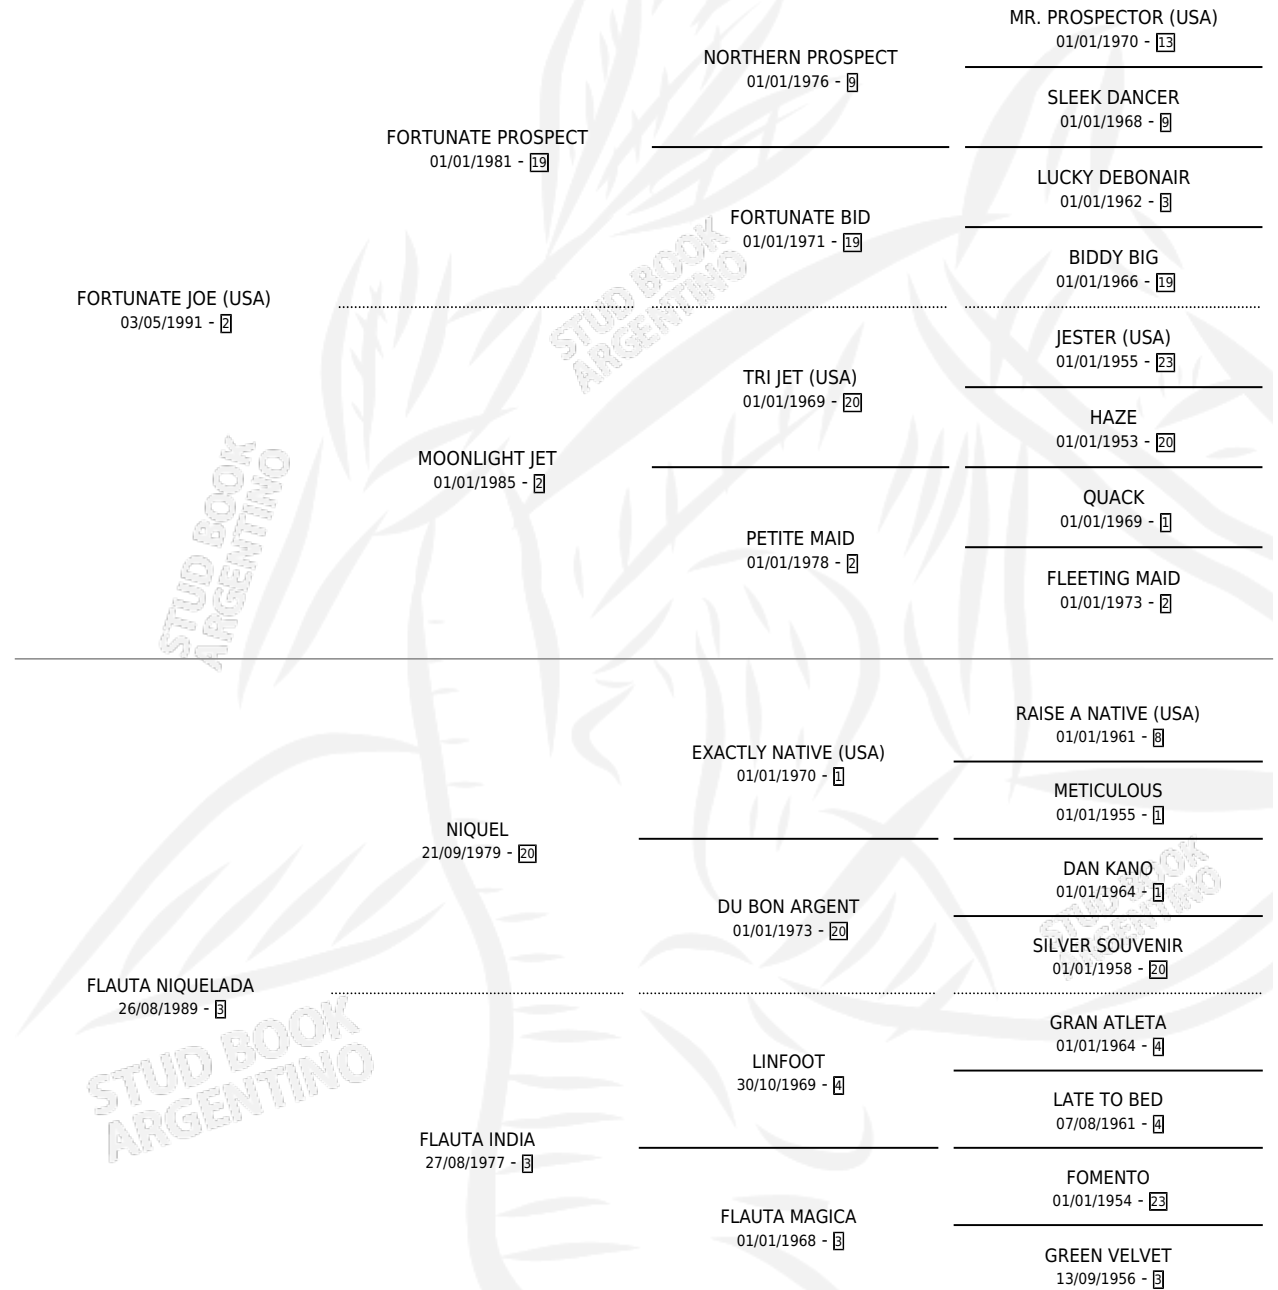 MR. PROSPECTOR (USA)
01/01/1970 - 13
NORTHERN PROSPECT
01/01/1976 - 9
SLEEK DANCER
01/01/1968 - 9
FORTUNATE PROSPECT
01/01/1981 - 19
LUCKY DEBONAIR
01/01/1962 - 3
FORTUNATE BID
01/01/1971 - 19
BIDDY BIG
01/01/1966 - 19
FORTUNATE JOE (USA)
03/05/1991 - 2
STUD BOOK
ARGENTINO
JESTER (USA)
01/01/1955 - 23
TRI JET (USA)
01/01/1969 - 20
HAZE
01/01/1953 - 20
MOONLIGHT JET
01/01/1985 - 2
QUACK
01/01/1969 - 1
PETITE MAID
01/01/1978 - 2
FLEETING MAID
01/01/1973 - 2
STUD BOOK
ARGENTINO
RAISE A NATIVE (USA)
01/01/1961 - 8
EXACTLY NATIVE (USA)
01/01/1970 - 1
METICULOUS
01/01/1955 - 1
NIQUEL
21/09/1979 - 20
DAN KANO
01/01/1964 - 1
DU BON ARGENT
01/01/1973 - 20
STUD BOOK
ARGENTINO
SILVER SOUVENIR
01/01/1958 - 20
FLAUTA NIQUELADA
26/08/1989 - 3
GRAN ATLETA
01/01/1964 - 4
LINFOOT
30/10/1969 - 4
LATE TO BED
07/08/1961 - 4
STUD BOOK
ARGENTINO
FLAUTA INDIA
27/08/1977 - 3
FOMENTO
01/01/1954 - 23
FLAUTA MAGICA
01/01/1968 - 3
GREEN VELVET
13/09/1956 - 3